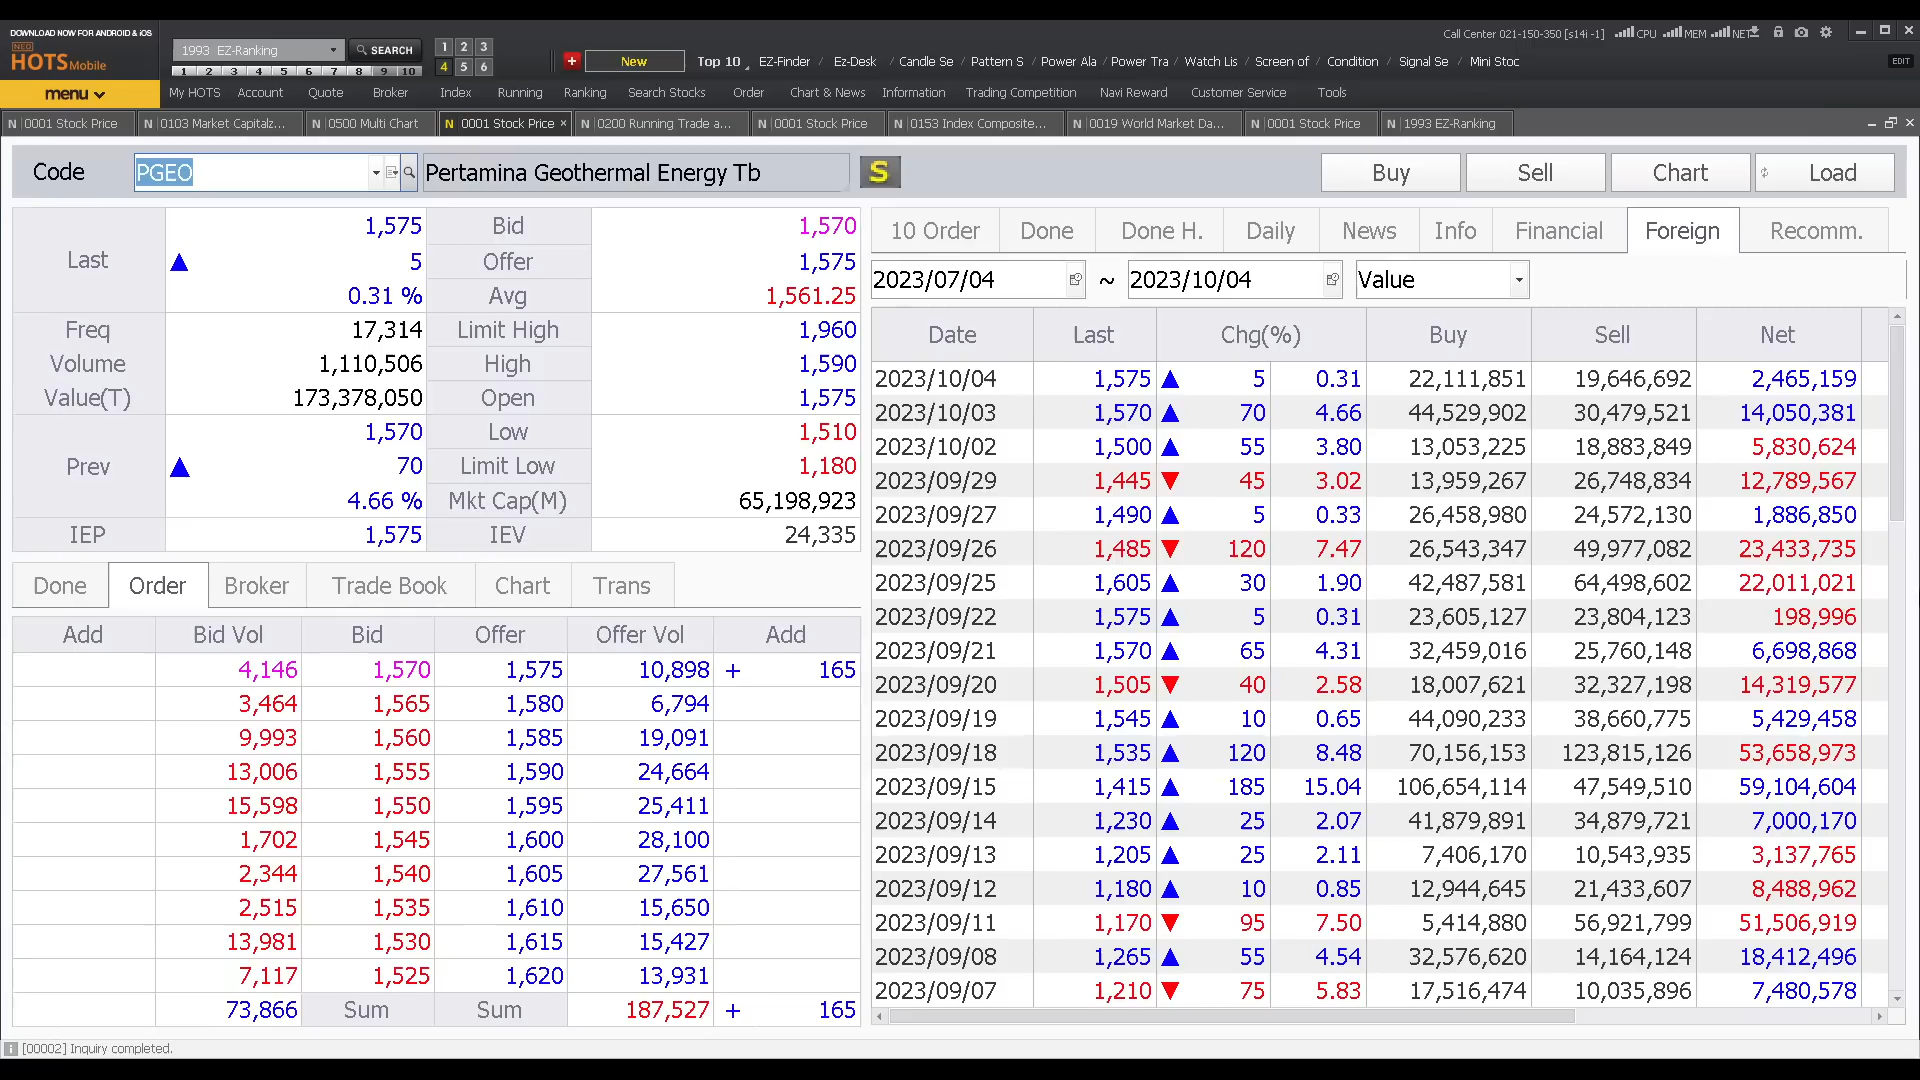 DOWNLOAD NOW FOR ANDROID & iOS
NEO
HOTS Mobile
menu
1993 EZ-Ranking
SEARCH
1 2 3 4 5 6 7 8 9 10
1 2 3
4 5 6
New
Top 10 EZ-Finder / Ez-Desk / Candle Se / Pattern S / Power Ala / Power Tra / Watch Lis / Screen of / Condition / Signal Se / Mini Stoc
Call Center 021-150-350 [s14i -1] CPU MEM NET
EDIT
My HOTS Account Quote Broker Index Running Ranking Search Stocks Order Chart & News Information Trading Competition Navi Reward Customer Service Tools
N 0001 Stock Price N 0103 Market Capitalz... N 0500 Multi Chart N 0001 Stock Price × N 0200 Running Trade a... N 0001 Stock Price N 0153 Index Composite... N 0019 World Market Da... N 0001 Stock Price N 1993 EZ-Ranking
Code PGEO Pertamina Geothermal Energy Tb S Buy Sell Chart Load
Last 1,575 Bid 1,570
▲ 5 Offer 1,575
0.31 % Avg 1,561.25
Freq 17,314 Limit High 1,960
Volume 1,110,506 High 1,590
Value(T) 173,378,050 Open 1,575
Prev 1,570 Low 1,510
▲ 70 Limit Low 1,180
4.66 % Mkt Cap(M) 65,198,923
IEP 1,575 IEV 24,335
Done Order Broker Trade Book Chart Trans
Add Bid Vol Bid Offer Offer Vol Add
4,146 1,570 1,575 10,898 + 165
3,464 1,565 1,580 6,794
9,993 1,560 1,585 19,091
13,006 1,555 1,590 24,664
15,598 1,550 1,595 25,411
1,702 1,545 1,600 28,100
2,344 1,540 1,605 27,561
2,515 1,535 1,610 15,650
13,981 1,530 1,615 15,427
7,117 1,525 1,620 13,931
73,866 Sum Sum 187,527 + 165
10 Order Done Done H. Daily News Info Financial Foreign Recomm.
2023/07/04 ~ 2023/10/04 Value
Date Last Chg(%) Buy Sell Net
2023/10/04 1,575 ▲ 5 0.31 22,111,851 19,646,692 2,465,159
2023/10/03 1,570 ▲ 70 4.66 44,529,902 30,479,521 14,050,381
2023/10/02 1,500 ▲ 55 3.80 13,053,225 18,883,849 5,830,624
2023/09/29 1,445 ▼ 45 3.02 13,959,267 26,748,834 12,789,567
2023/09/27 1,490 ▲ 5 0.33 26,458,980 24,572,130 1,886,850
2023/09/26 1,485 ▼ 120 7.47 26,543,347 49,977,082 23,433,735
2023/09/25 1,605 ▲ 30 1.90 42,487,581 64,498,602 22,011,021
2023/09/22 1,575 ▲ 5 0.31 23,605,127 23,804,123 198,996
2023/09/21 1,570 ▲ 65 4.31 32,459,016 25,760,148 6,698,868
2023/09/20 1,505 ▼ 40 2.58 18,007,621 32,327,198 14,319,577
2023/09/19 1,545 ▲ 10 0.65 44,090,233 38,660,775 5,429,458
2023/09/18 1,535 ▲ 120 8.48 70,156,153 123,815,126 53,658,973
2023/09/15 1,415 ▲ 185 15.04 106,654,114 47,549,510 59,104,604
2023/09/14 1,230 ▲ 25 2.07 41,879,891 34,879,721 7,000,170
2023/09/13 1,205 ▲ 25 2.11 7,406,170 10,543,935 3,137,765
2023/09/12 1,180 ▲ 10 0.85 12,944,645 21,433,607 8,488,962
2023/09/11 1,170 ▼ 95 7.50 5,414,880 56,921,799 51,506,919
2023/09/08 1,265 ▲ 55 4.54 32,576,620 14,164,124 18,412,496
2023/09/07 1,210 ▼ 75 5.83 17,516,474 10,035,896 7,480,578
[00002] Inquiry completed.